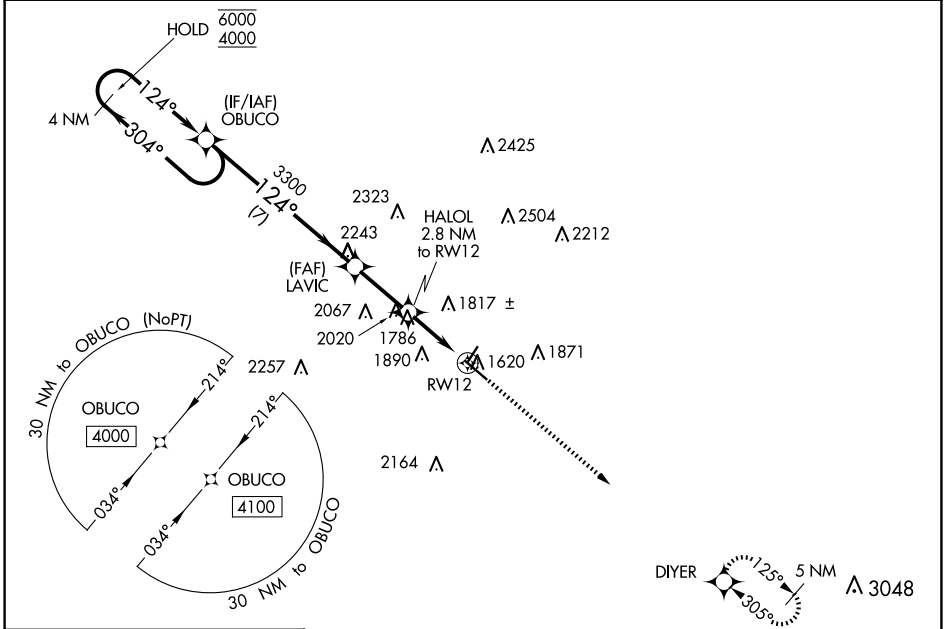 HOLD
6000
4000
4 NM
124°
304°
(IF/IAF)
OBUCO
3300
124°
(7)
2425
2323
2504
2212
2243
HALOL
2.8 NM
to RW12
(FAF)
LAVIC
2067
2020
1786
1817 ±
1890
1620
1871
RW12
2257
30 NM to OBUCO (NoPT)
214°
OBUCO
4000
034°
214°
OBUCO
4100
034°
30 NM to OBUCO
2164
DIYER
125°
305°
5 NM
3048